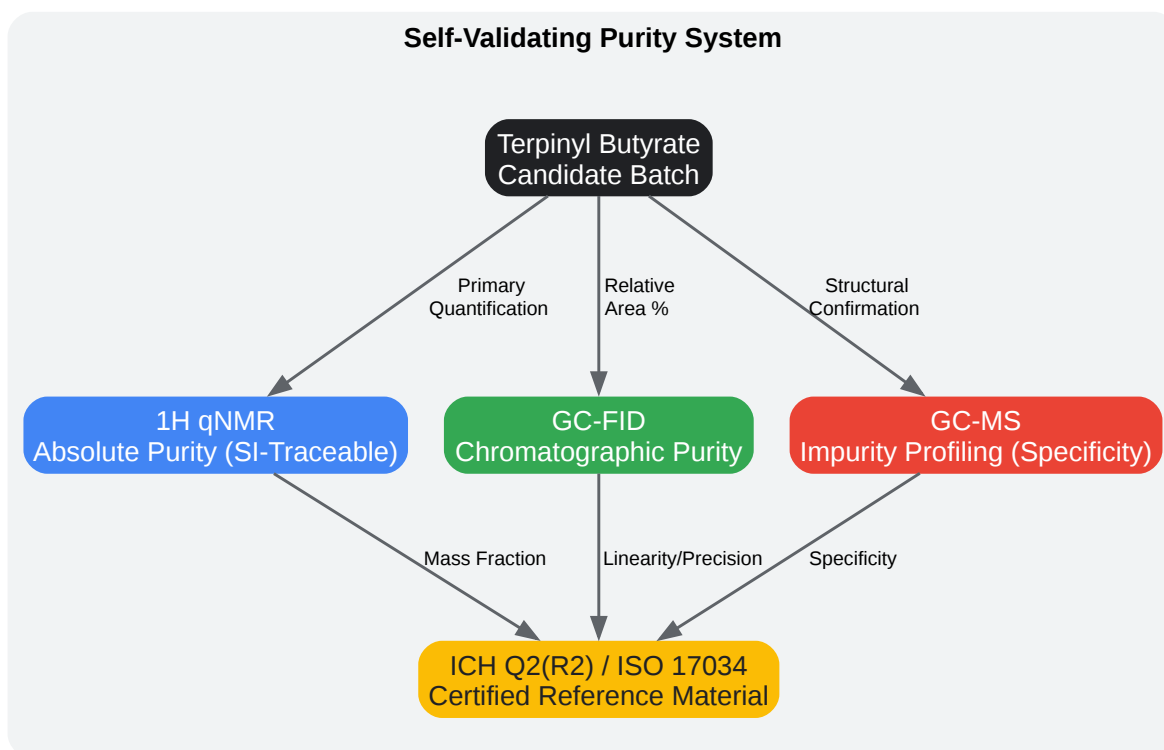 Self-Validating Purity System
Terpinyl Butyrate
Candidate Batch
Primary
Quantification
Relative
Area %
Structural
Confirmation
1H qNMR
Absolute Purity (SI-Traceable)
GC-FID
Chromatographic Purity
GC-MS
Impurity Profiling (Specificity)
Mass Fraction
Linearity/Precision
Specificity
ICH Q2(R2) / ISO 17034
Certified Reference Material